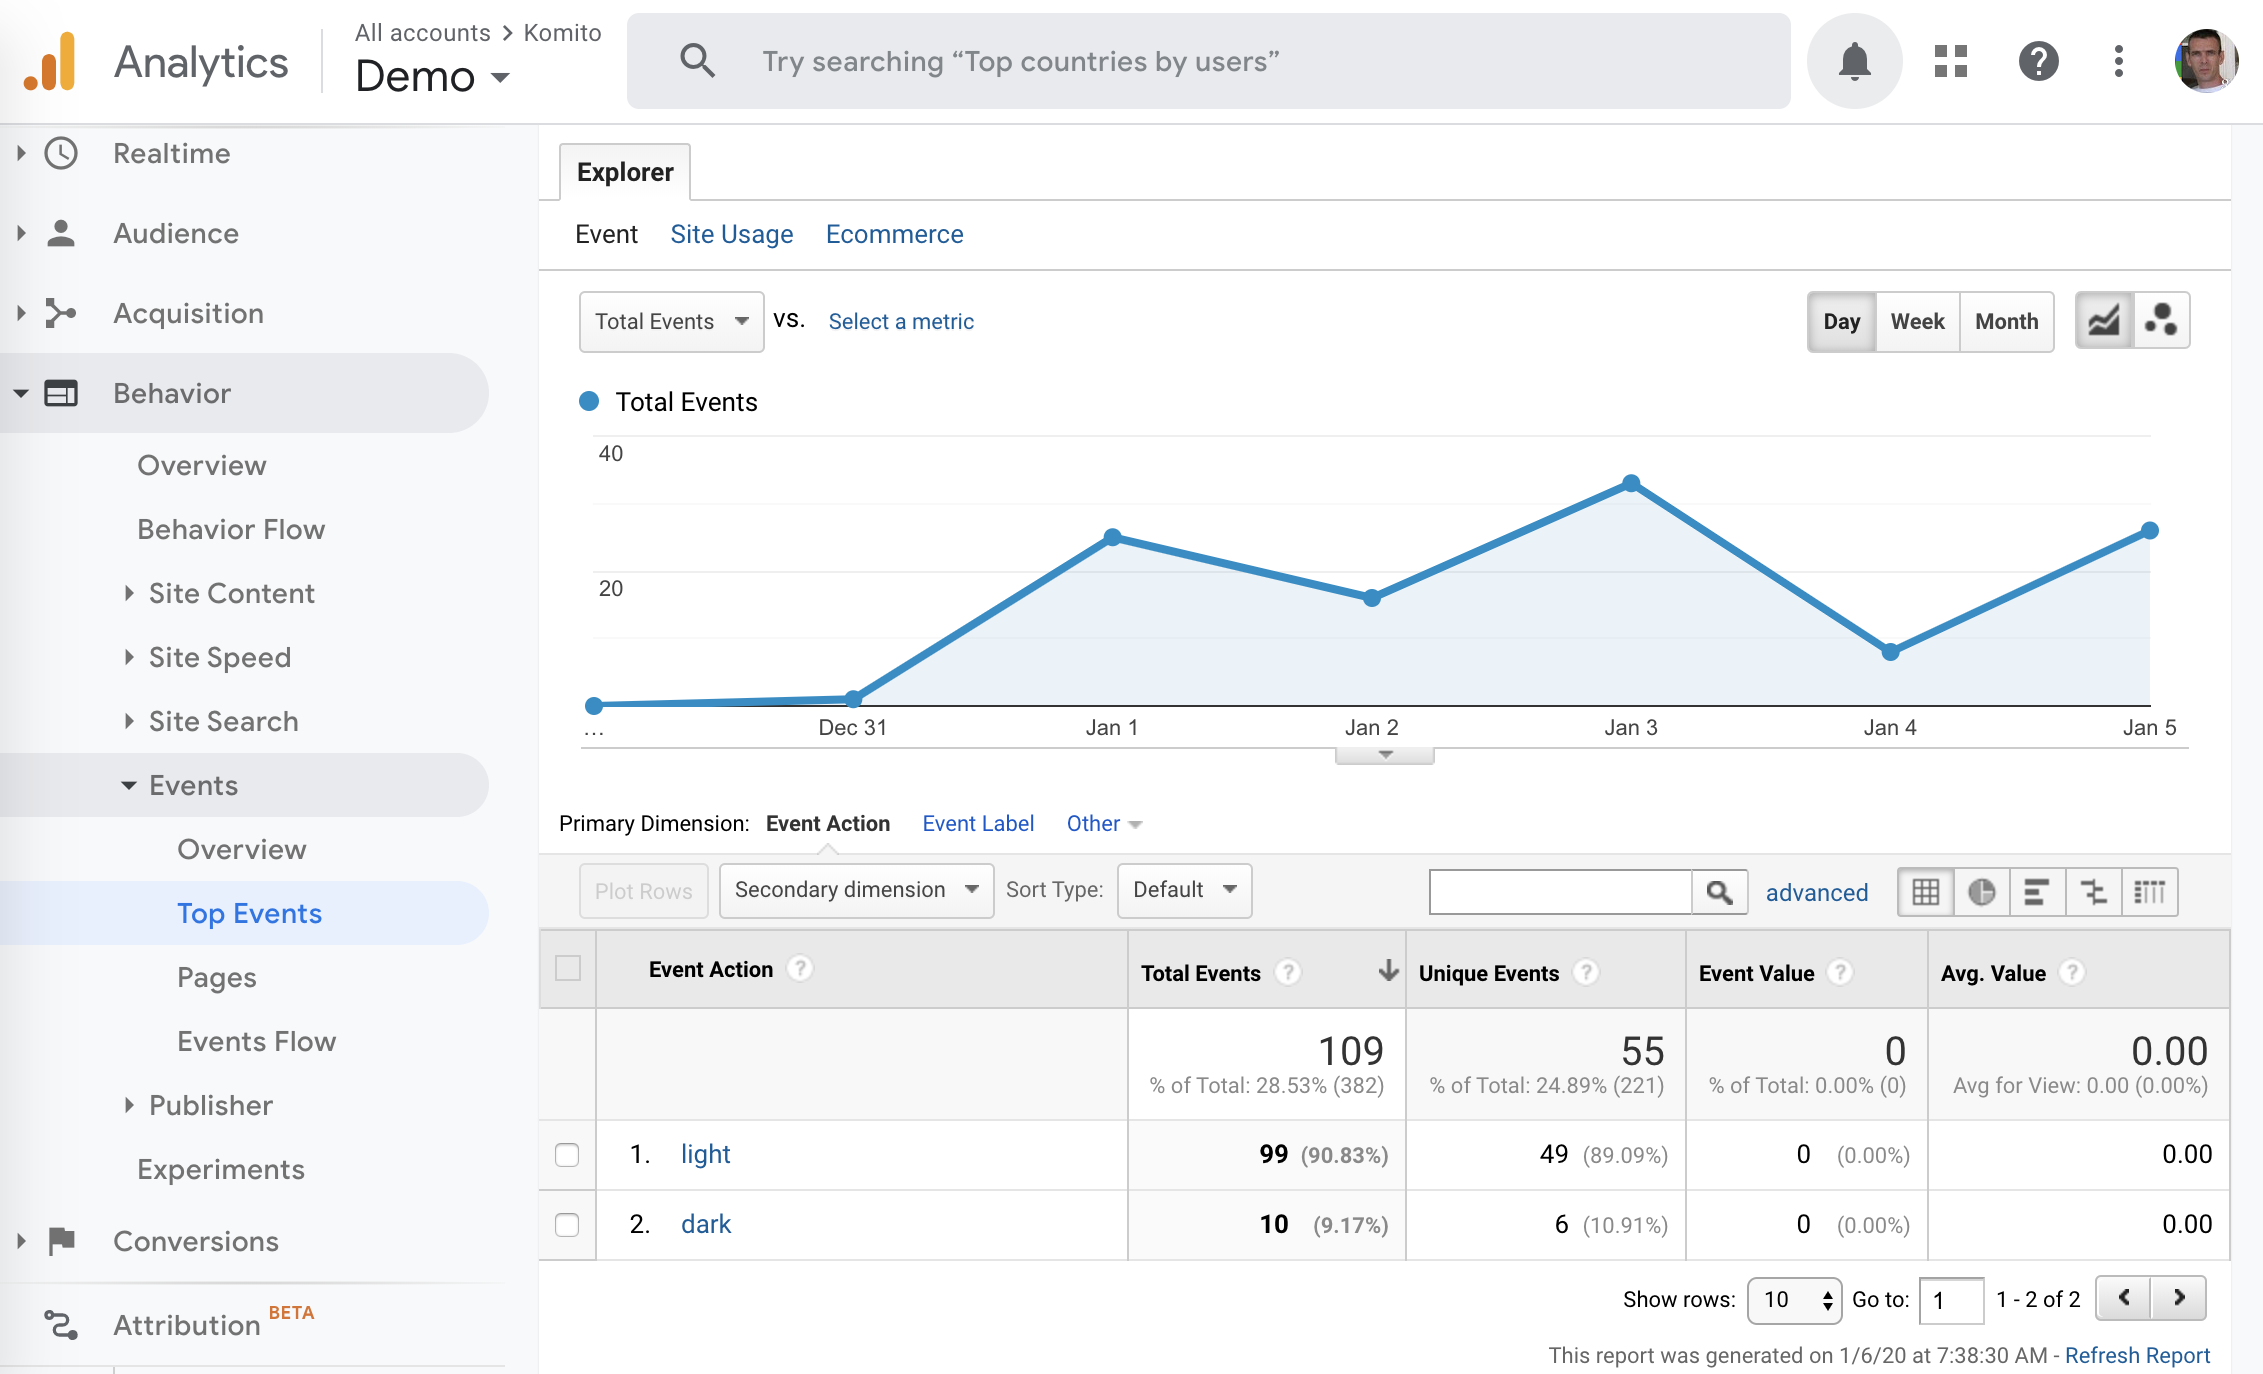 Analytics
All accounts > Komito
Demo
Try searching “Top countries by users”
Realtime
Audience
Acquisition
Behavior
Overview
Behavior Flow
Site Content
Site Speed
Site Search
Events
Overview
Top Events
Pages
Events Flow
Publisher
Experiments
Conversions
Attribution BETA
Explorer
Event Site Usage Ecommerce
Total Events VS. Select a metric
Day Week Month
Total Events
40
20
... Dec 31 Jan 1 Jan 2 Jan 3 Jan 4 Jan 5
Primary Dimension: Event Action Event Label Other
Plot Rows Secondary dimension Sort Type: Default advanced
Event Action ? Total Events ? Unique Events ? Event Value ? Avg. Value ?
109 55 0 0.00
% of Total: 28.53% (382) % of Total: 24.89% (221) % of Total: 0.00% (0) Avg for View: 0.00 (0.00%)
1. light 99 (90.83%) 49 (89.09%) 0 (0.00%) 0.00
2. dark 10 (9.17%) 6 (10.91%) 0 (0.00%) 0.00
Show rows: 10 Go to: 1 1 - 2 of 2
This report was generated on 1/6/20 at 7:38:30 AM - Refresh Report